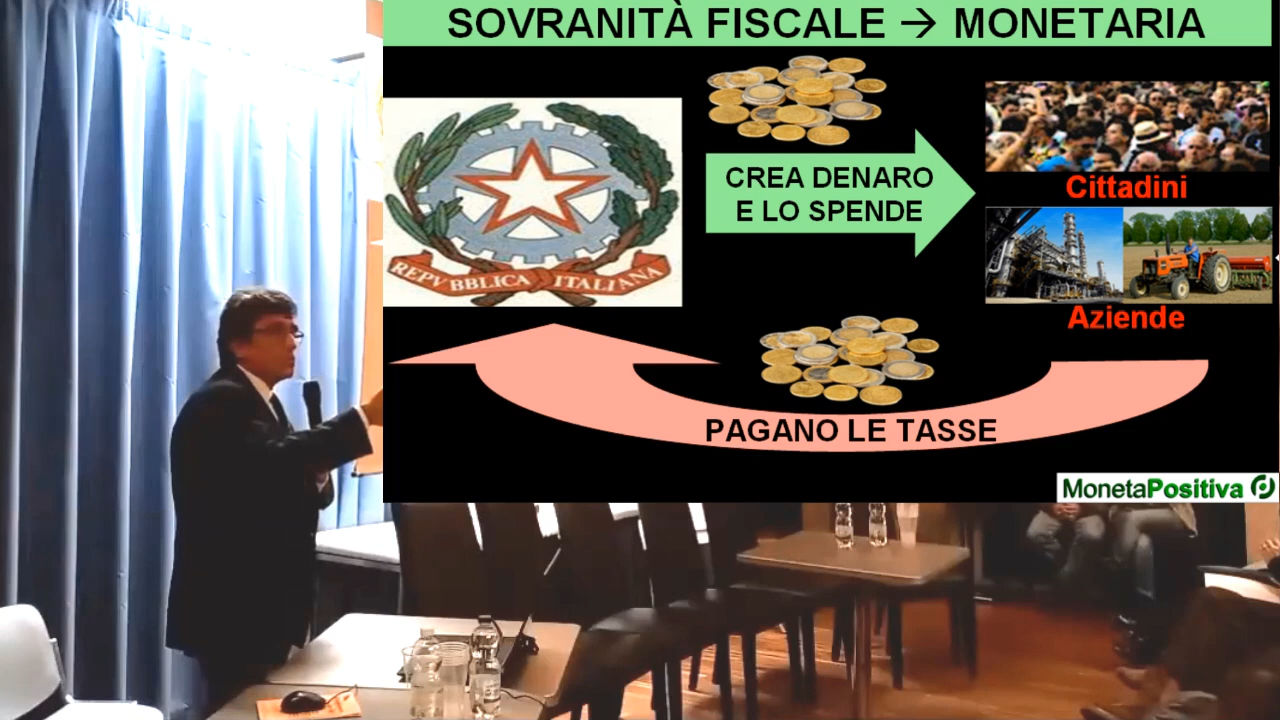 SOVRANITÀ FISCALE → MONETARIA
REPVBBLICA ITALIANA
CREA DENARO
E LO SPENDE
Cittadini
Aziende
PAGANO LE TASSE
MonetaPositiva